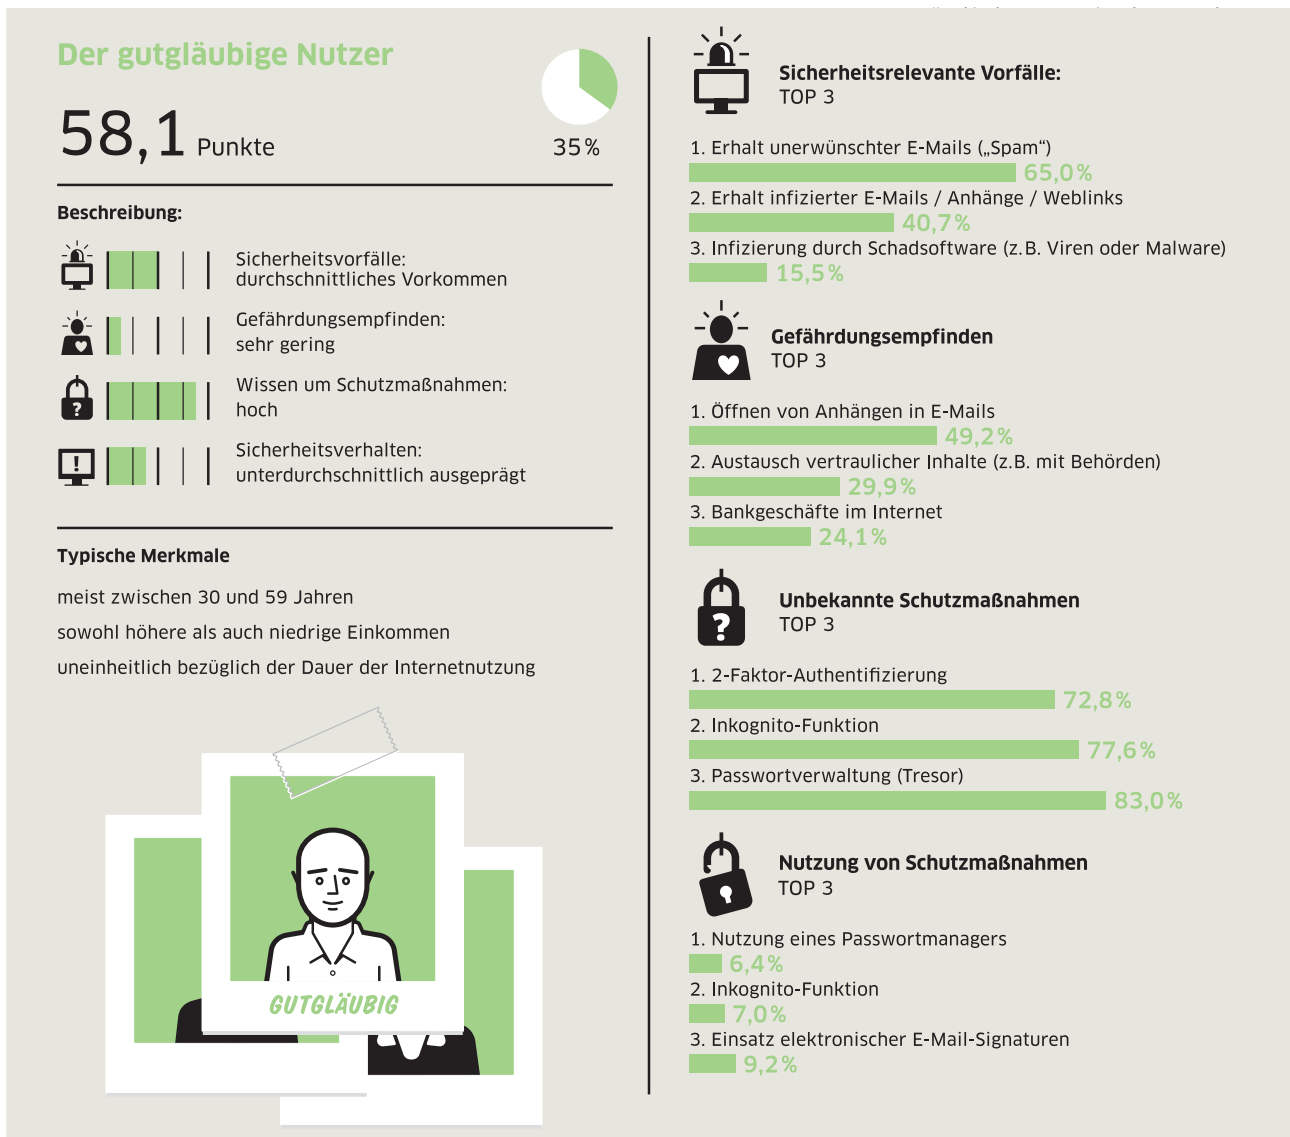 Der gutgläubige Nutzer
58,1 Punkte
35%
Beschreibung:
Sicherheitsvorfälle:
durchschnittliches Vorkommen
Gefährdungsempfinden:
sehr gering
Wissen um Schutzmaßnahmen:
hoch
Sicherheitsverhalten:
unterdurchschnittlich ausgeprägt
Typische Merkmale
meist zwischen 30 und 59 Jahren
sowohl höhere als auch niedrige Einkommen
uneinheitlich bezüglich der Dauer der Internetnutzung
GUTGLÄUBIG
Sicherheitsrelevante Vorfälle:
TOP 3
1. Erhalt unerwünschter E-Mails („Spam“)
65,0%
2. Erhalt infizierter E-Mails / Anhänge / Weblinks
40,7%
3. Infizierung durch Schadsoftware (z.B. Viren oder Malware)
15,5%
Gefährdungsempfinden
TOP 3
1. Öffnen von Anhängen in E-Mails
49,2%
2. Austausch vertraulicher Inhalte (z.B. mit Behörden)
29,9%
3. Bankgeschäfte im Internet
24,1%
?
Unbekannte Schutzmaßnahmen
TOP 3
1. 2-Faktor-Authentifizierung
72,8%
2. Inkognito-Funktion
77,6%
3. Passwortverwaltung (Tresor)
83,0%
Nutzung von Schutzmaßnahmen
TOP 3
1. Nutzung eines Passwortmanagers
6,4%
2. Inkognito-Funktion
7,0%
3. Einsatz elektronischer E-Mail-Signaturen
9,2%